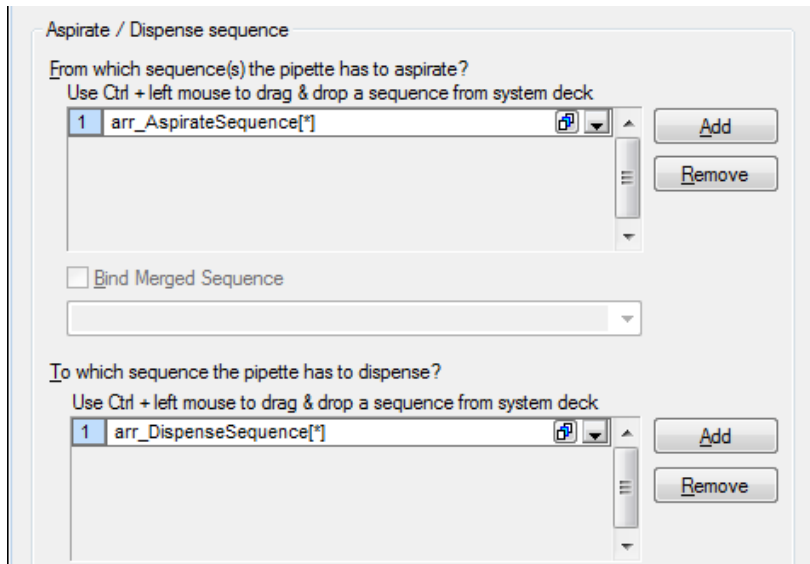 Aspirate / Dispense sequence
From which sequence(s) the pipette has to aspirate?
Use Ctrl + left mouse to drag & drop a sequence from system deck
1 arr_AspirateSequence[*]
Add
Remove
Bind Merged Sequence
To which sequence the pipette has to dispense?
Use Ctrl + left mouse to drag & drop a sequence from system deck
1 arr_DispenseSequence[*]
Add
Remove